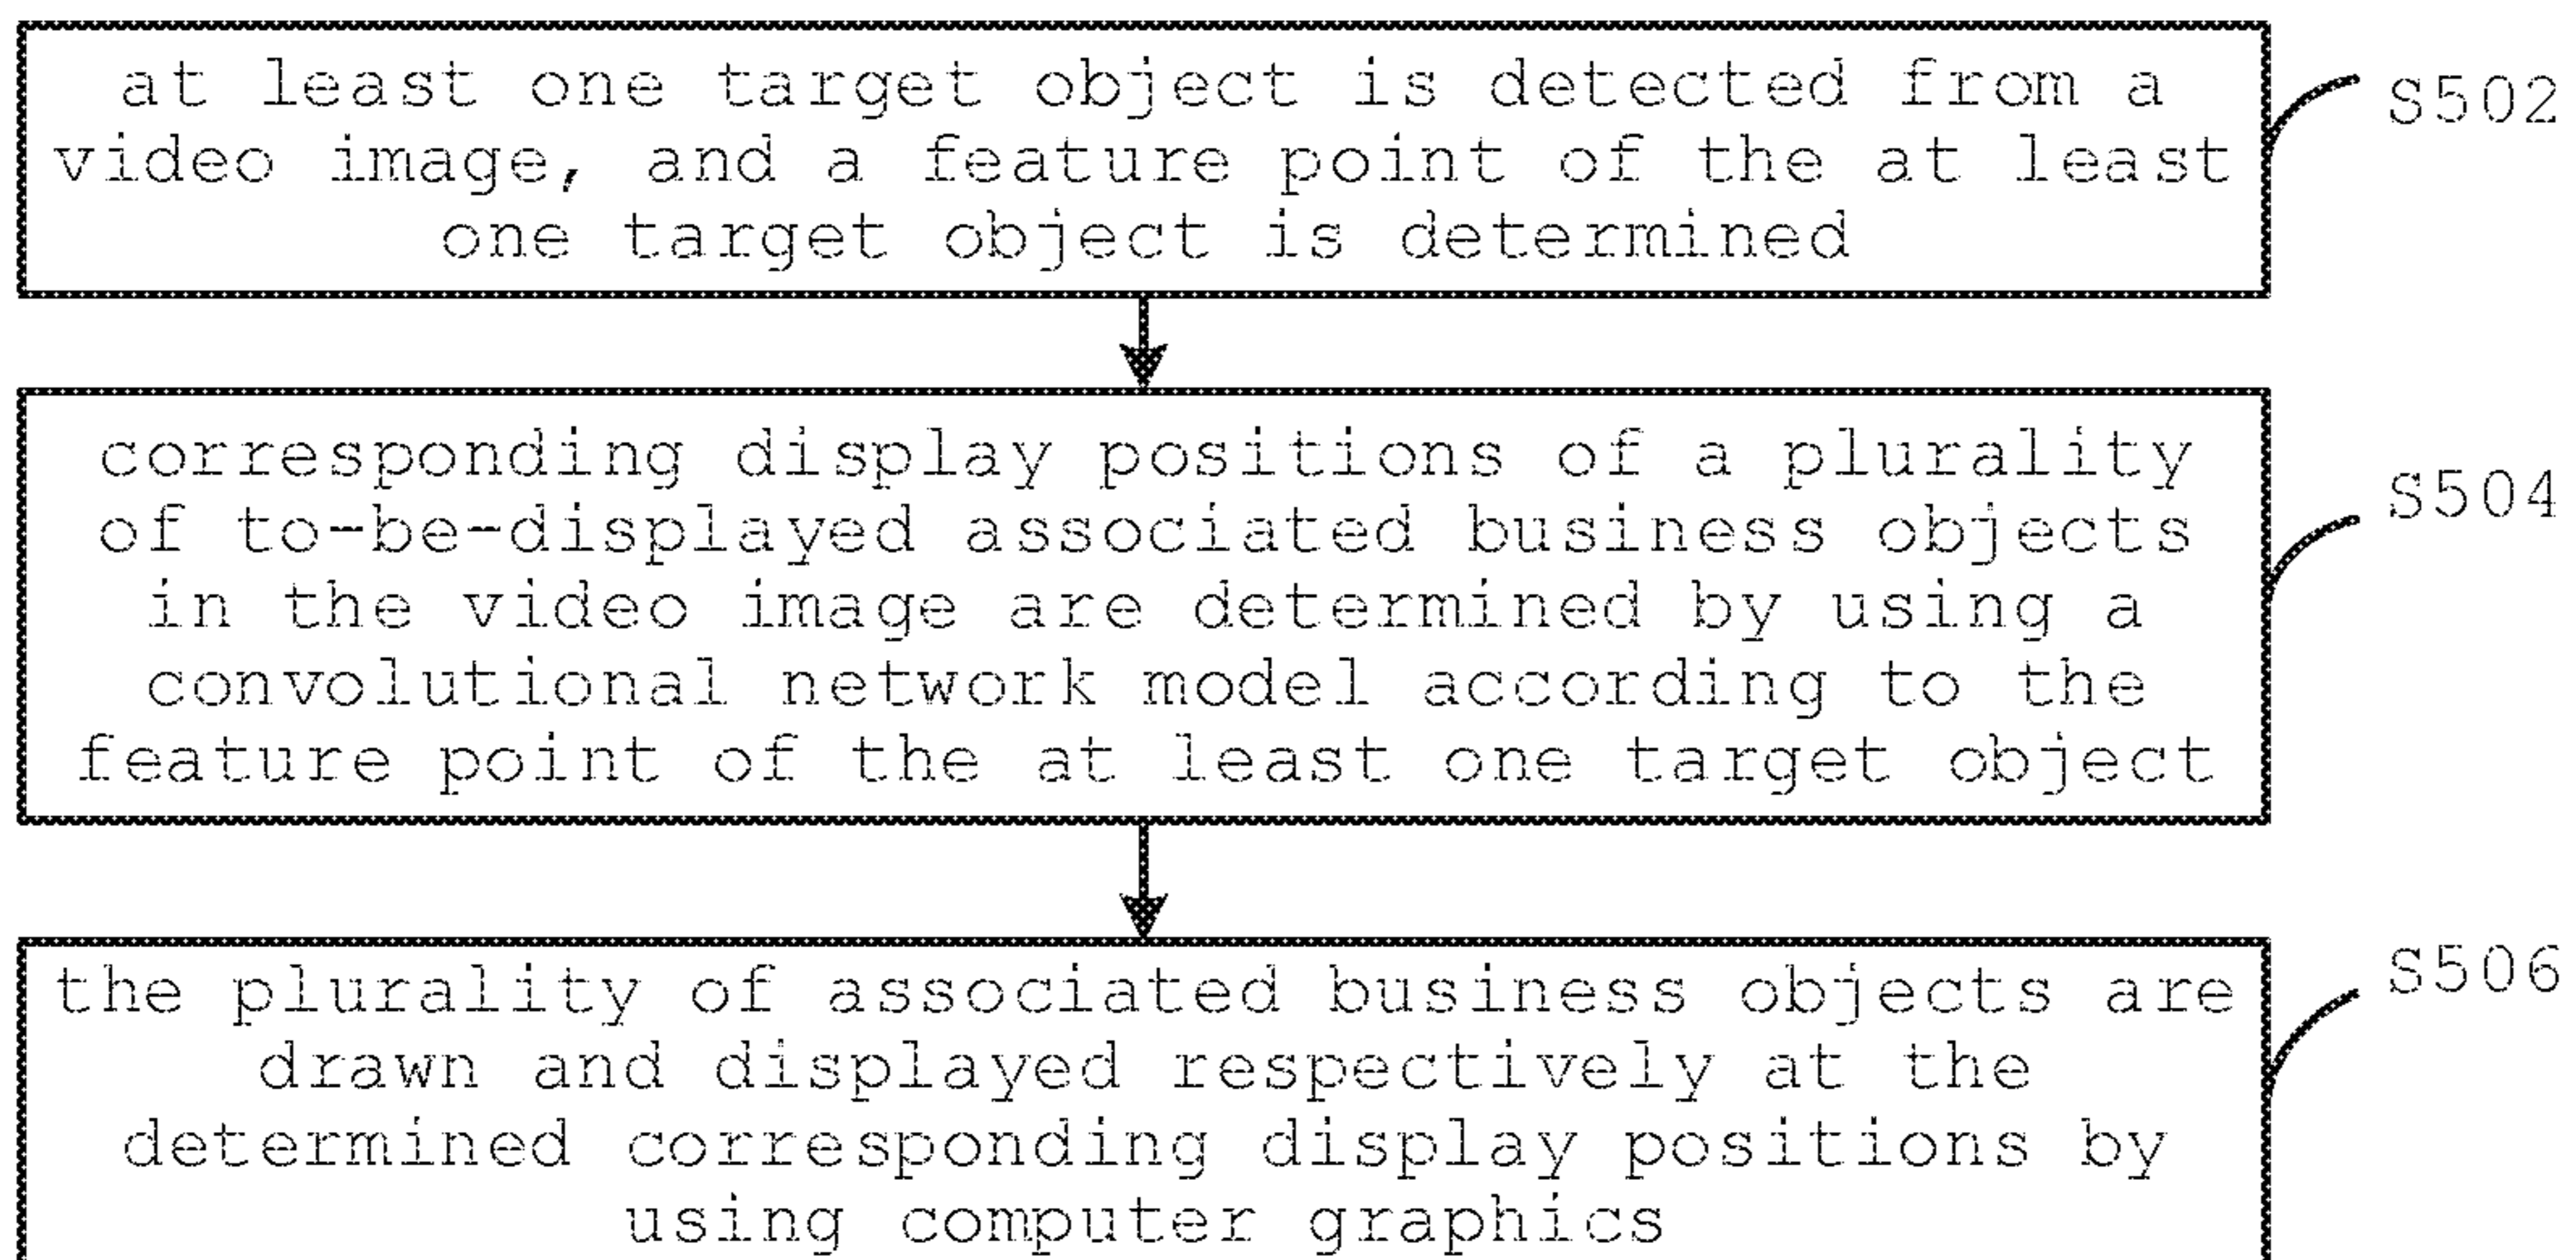 at least one target object is detected from a
video image, and a feature point of the at least
one target object is determined
S502
corresponding display positions of a plurality
of to-be-displayed associated business objects
in the video image are determined by using a
convolutional network model according to the
feature point of the at least one target object
S504
the plurality of associated business objects are
drawn and displayed respectively at the
determined corresponding display positions by
using computer graphics
S506